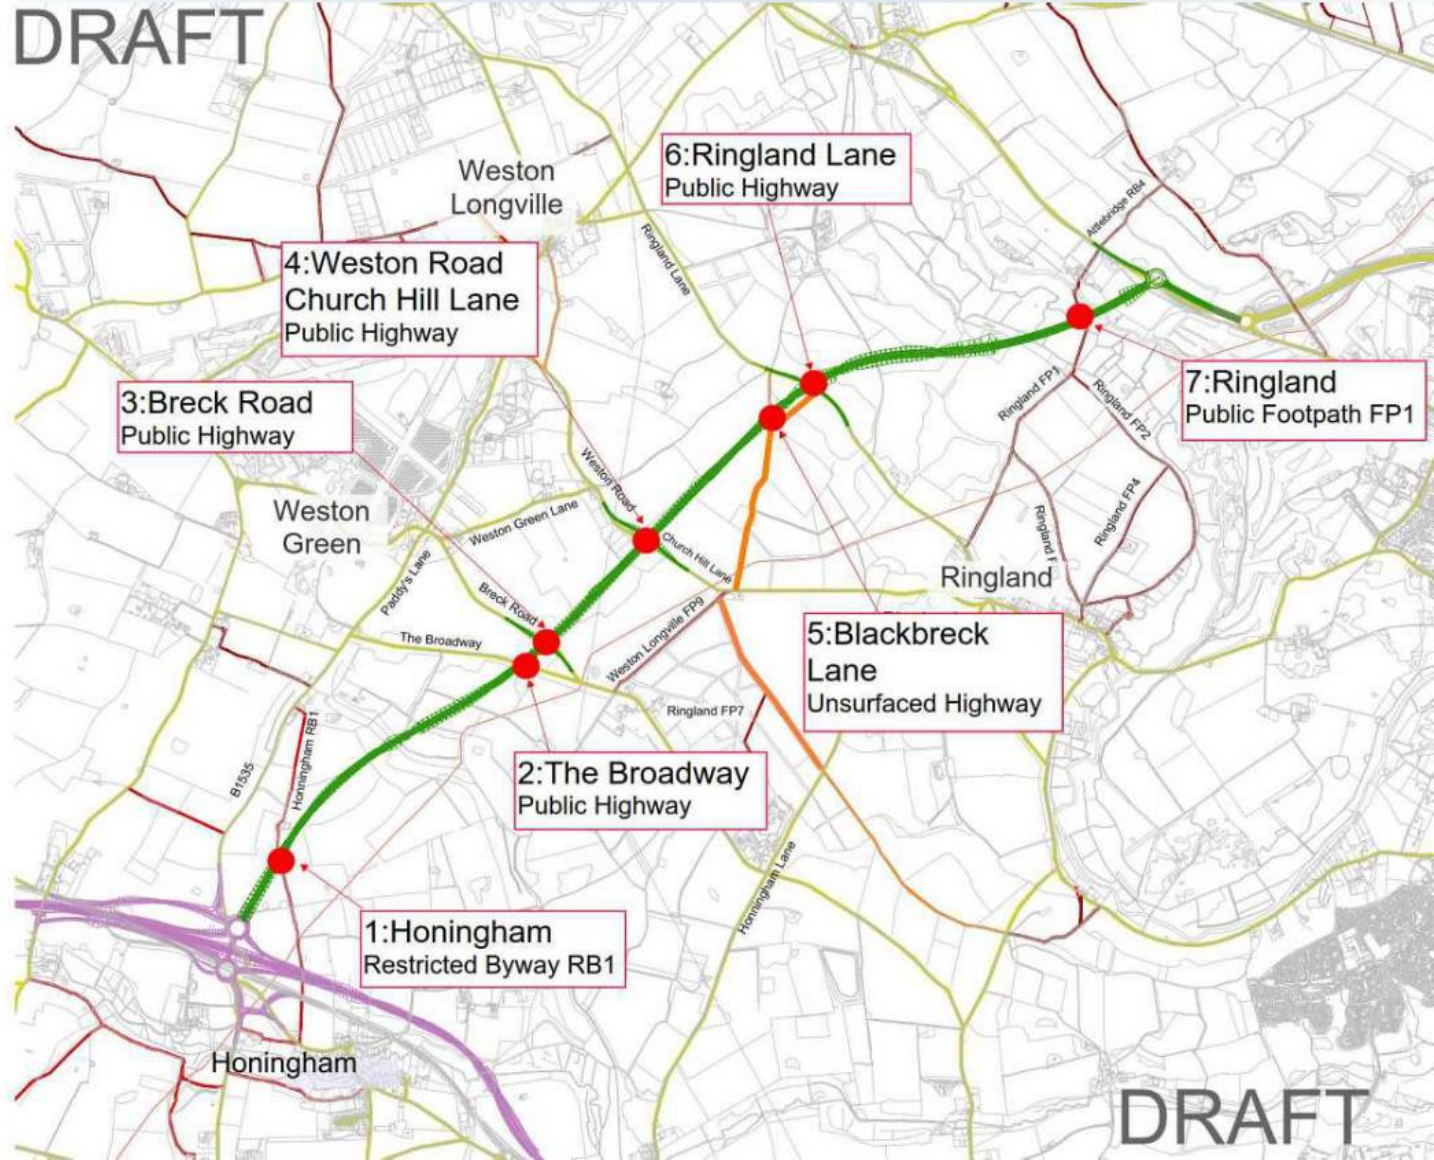 DRAFT
6:Ringland Lane
Public Highway
Weston
Longville
Attlebridge RB4
Ringland Lane
4:Weston Road
Church Hill Lane
Public Highway
3:Breck Road
Public Highway
7:Ringland
Public Footpath FP1
Ringland FP1
Ringland FP2
Weston Road
Weston
Green
Weston Green Lane
Ringland FP4
Ringland F
Church Hill Lane
Paddy's Lane
Ringland
Breck Road
The Broadway
Weston Longville FP9
5:Blackbreck
Lane
Unsurfaced Highway
Ringland FP7
Honningham RB1
B1535
2:The Broadway
Public Highway
Honningham Lane
1:Honingham
Restricted Byway RB1
Honingham
DRAFT